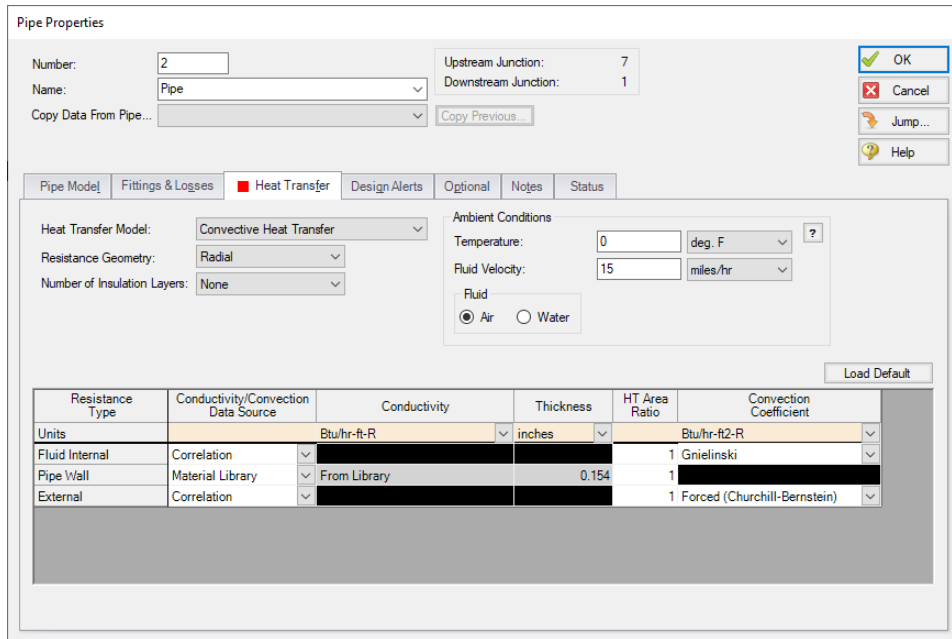 Pipe Properties
Number: 2
Name: Pipe
Copy Data From Pipe... Copy Previous...
Upstream Junction: 7
Downstream Junction: 1
OK
Cancel
Jump...
Help
Pipe Model Fittings & Losses Heat Transfer Design Alerts Optional Notes Status
Heat Transfer Model: Convective Heat Transfer
Resistance Geometry: Radial
Number of Insulation Layers: None
Ambient Conditions
Temperature: 0 deg. F ?
Fluid Velocity: 15 miles/hr
Fluid
Air Water
Load Default
Resistance Type Conductivity/Convection Data Source Conductivity Thickness HT Area Ratio Convection Coefficient
Units Btu/hr-ft-R inches Btu/hr-ft2-R
Fluid Internal Correlation 1 Gnielinski
Pipe Wall Material Library From Library 0.154 1
External Correlation 1 Forced (Churchill-Bernstein)